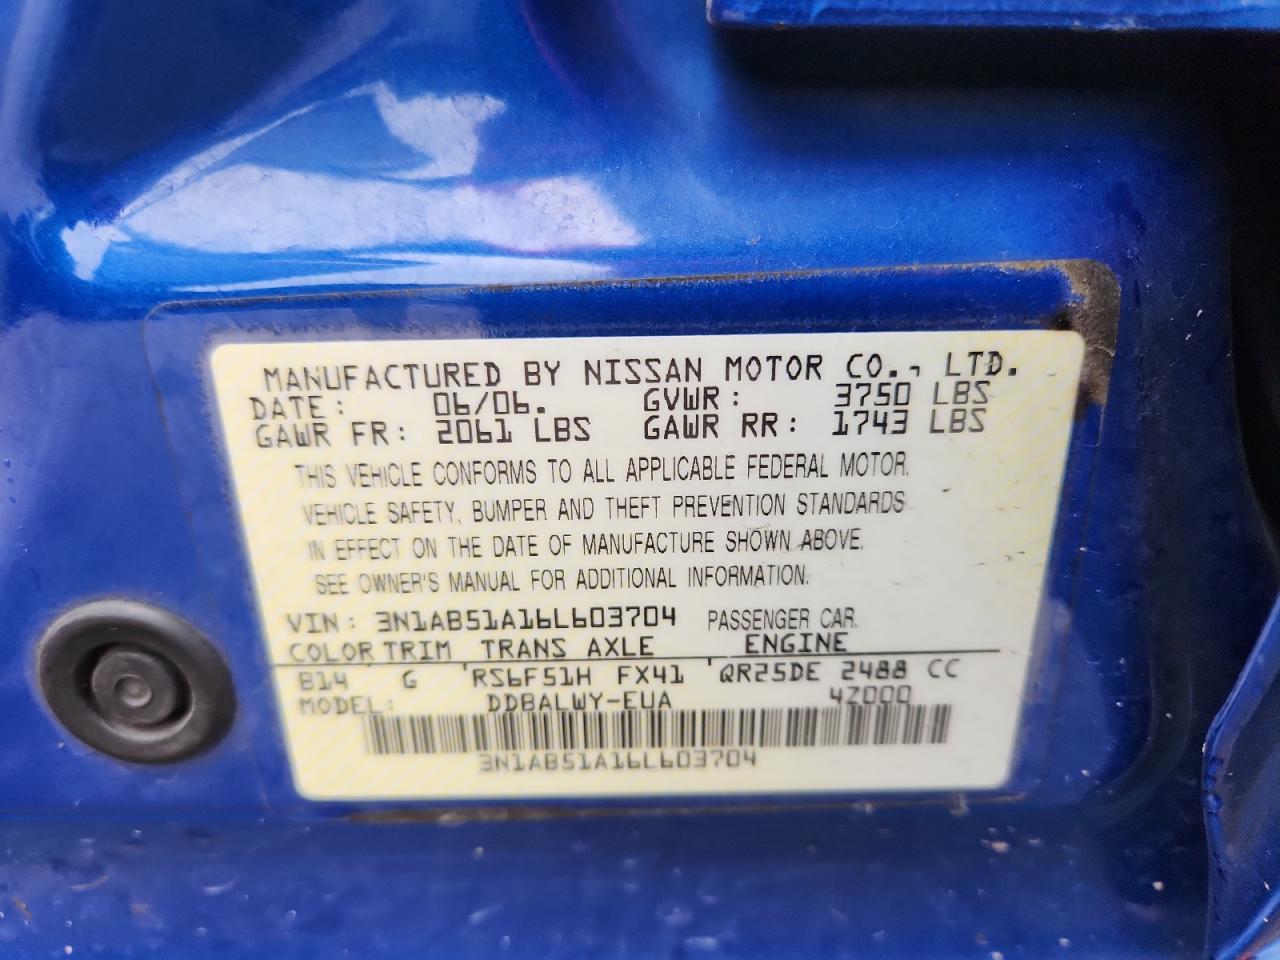 MANUFACTURED BY NISSAN MOTOR CO., LTD.
DATE: 06/06. GVWR: 3750 LBS
GAWR FR: 2061 LBS GAWR RR: 1743 LBS
THIS VEHICLE CONFORMS TO ALL APPLICABLE FEDERAL MOTOR
VEHICLE SAFETY, BUMPER AND THEFT PREVENTION STANDARDS
IN EFFECT ON THE DATE OF MANUFACTURE SHOWN ABOVE.
SEE OWNER'S MANUAL FOR ADDITIONAL INFORMATION.
VIN: 3N1AB51A16L603704 PASSENGER CAR
COLOR TRIM TRANS AXLE ENGINE
B14 G RS6F51H FX41 QR25DE 2488 CC
MODEL: DDBALWY-EUA 4Z000
3N1AB51A16L603704